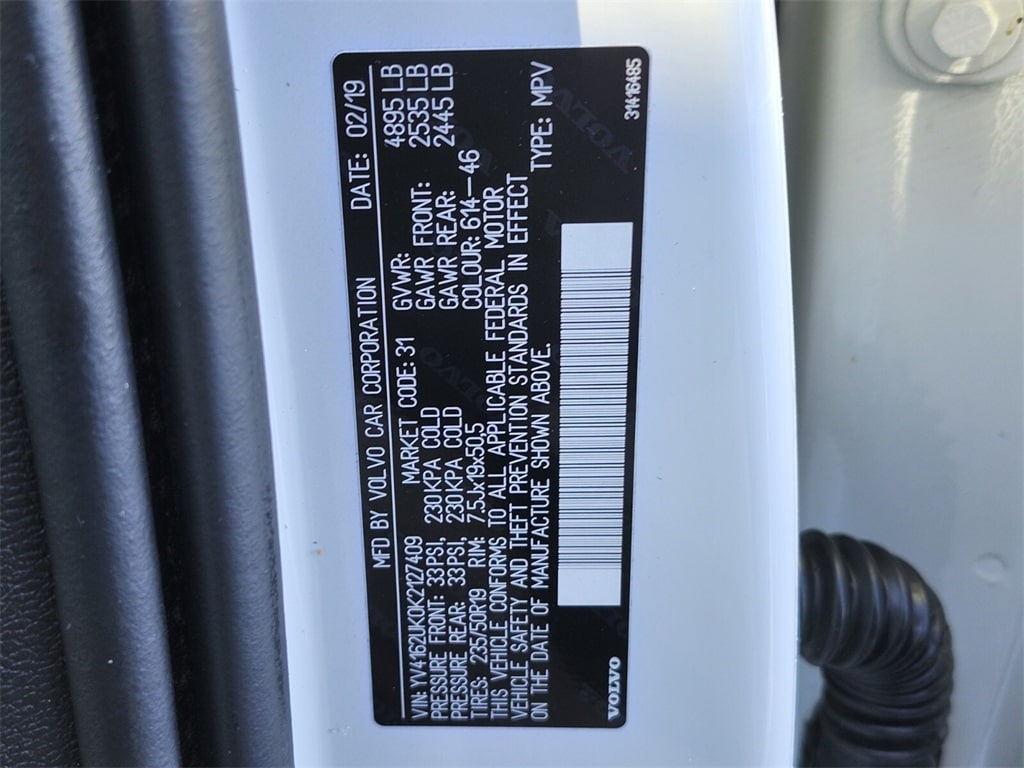 MFD BY VOLVO CAR CORPORATION DATE: 02/19
VIN: YV4162UK0K2127409 MARKET CODE: 31 GVWR: 4895 LB
PRESSURE FRONT: 33PSI, 230KPA COLD GAWR FRONT: 2535 LB
PRESSURE REAR: 33PSI, 230KPA COLD GAWR REAR: 2445 LB
TIRES: 235/50R19 RIM: 7.5Jx19x50.5 COLOUR: 614-46
THIS VEHICLE CONFORMS TO ALL APPLICABLE FEDERAL MOTOR
VEHICLE SAFETY AND THEFT PREVENTION STANDARDS IN EFFECT
ON THE DATE OF MANUFACTURE SHOWN ABOVE. TYPE: MPV
VOLVO 31416485